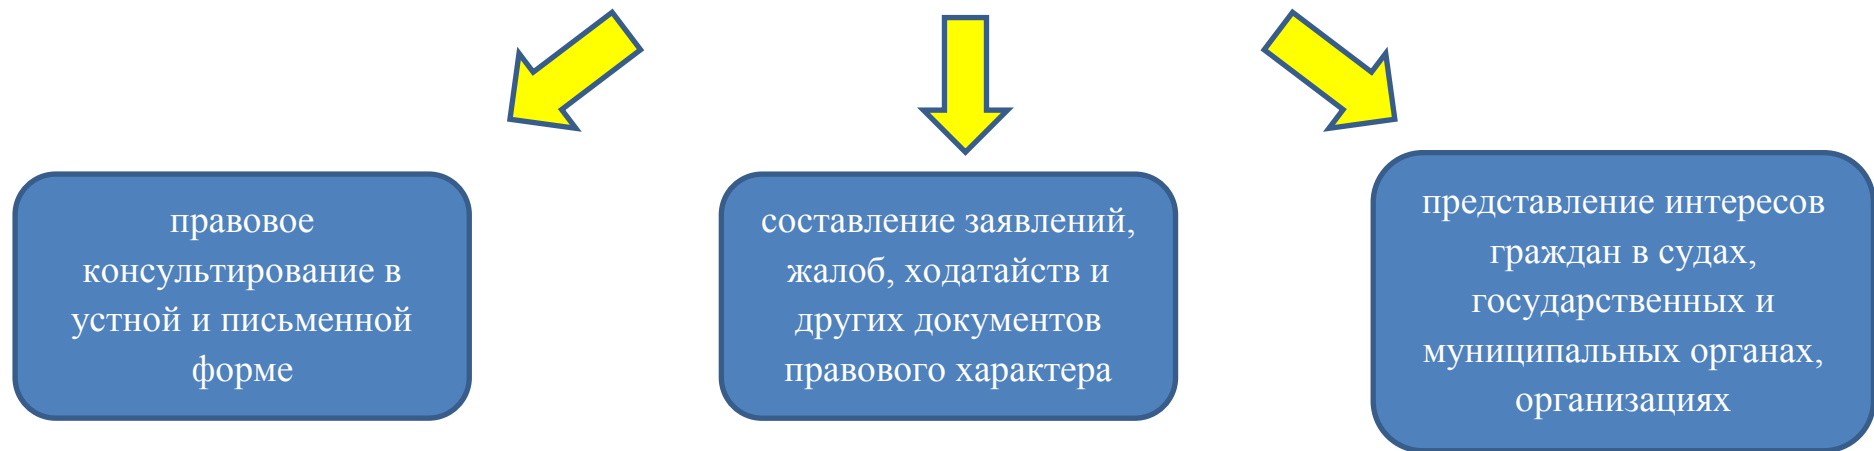 правовое
консультирование в
устной и письменной
форме
составление заявлений,
жалоб, ходатайств и
других документов
правового характера
представление интересов
граждан в судах,
государственных и
муниципальных органах,
организациях